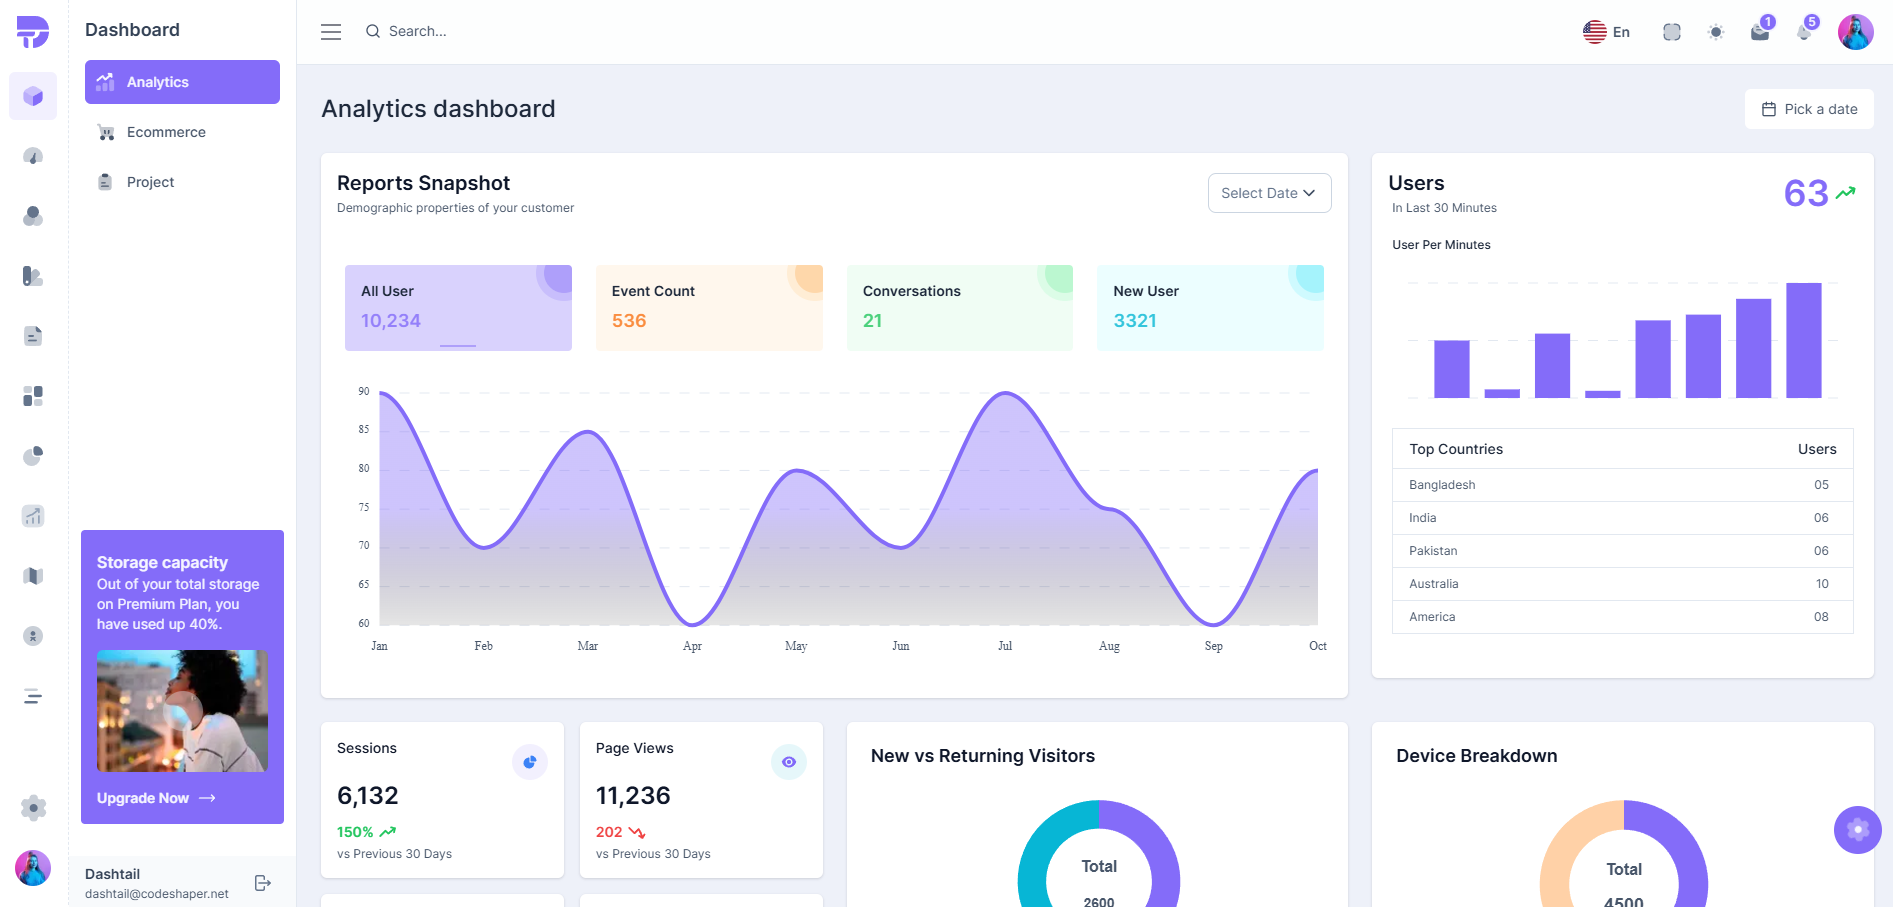 Dashboard
Analytics
Ecommerce
Project
Storage capacity
Out of your total storage
on Premium Plan, you
have used up 40%.
Upgrade Now
Dashtail
dashtail@codeshaper.net
Search...
En
1
5
Analytics dashboard
Pick a date
Reports Snapshot
Demographic properties of your customer
Select Date
All User
10,234
Event Count
536
Conversations
21
New User
3321
90
85
80
75
70
65
60
Jan Feb Mar Apr May Jun Jul Aug Sep Oct
Users
In Last 30 Minutes
63
User Per Minutes
Top Countries Users
Bangladesh 05
India 06
Pakistan 06
Australia 10
America 08
Sessions
6,132
150%
vs Previous 30 Days
Page Views
11,236
202
vs Previous 30 Days
New vs Returning Visitors
Total
2600
Device Breakdown
Total
4500